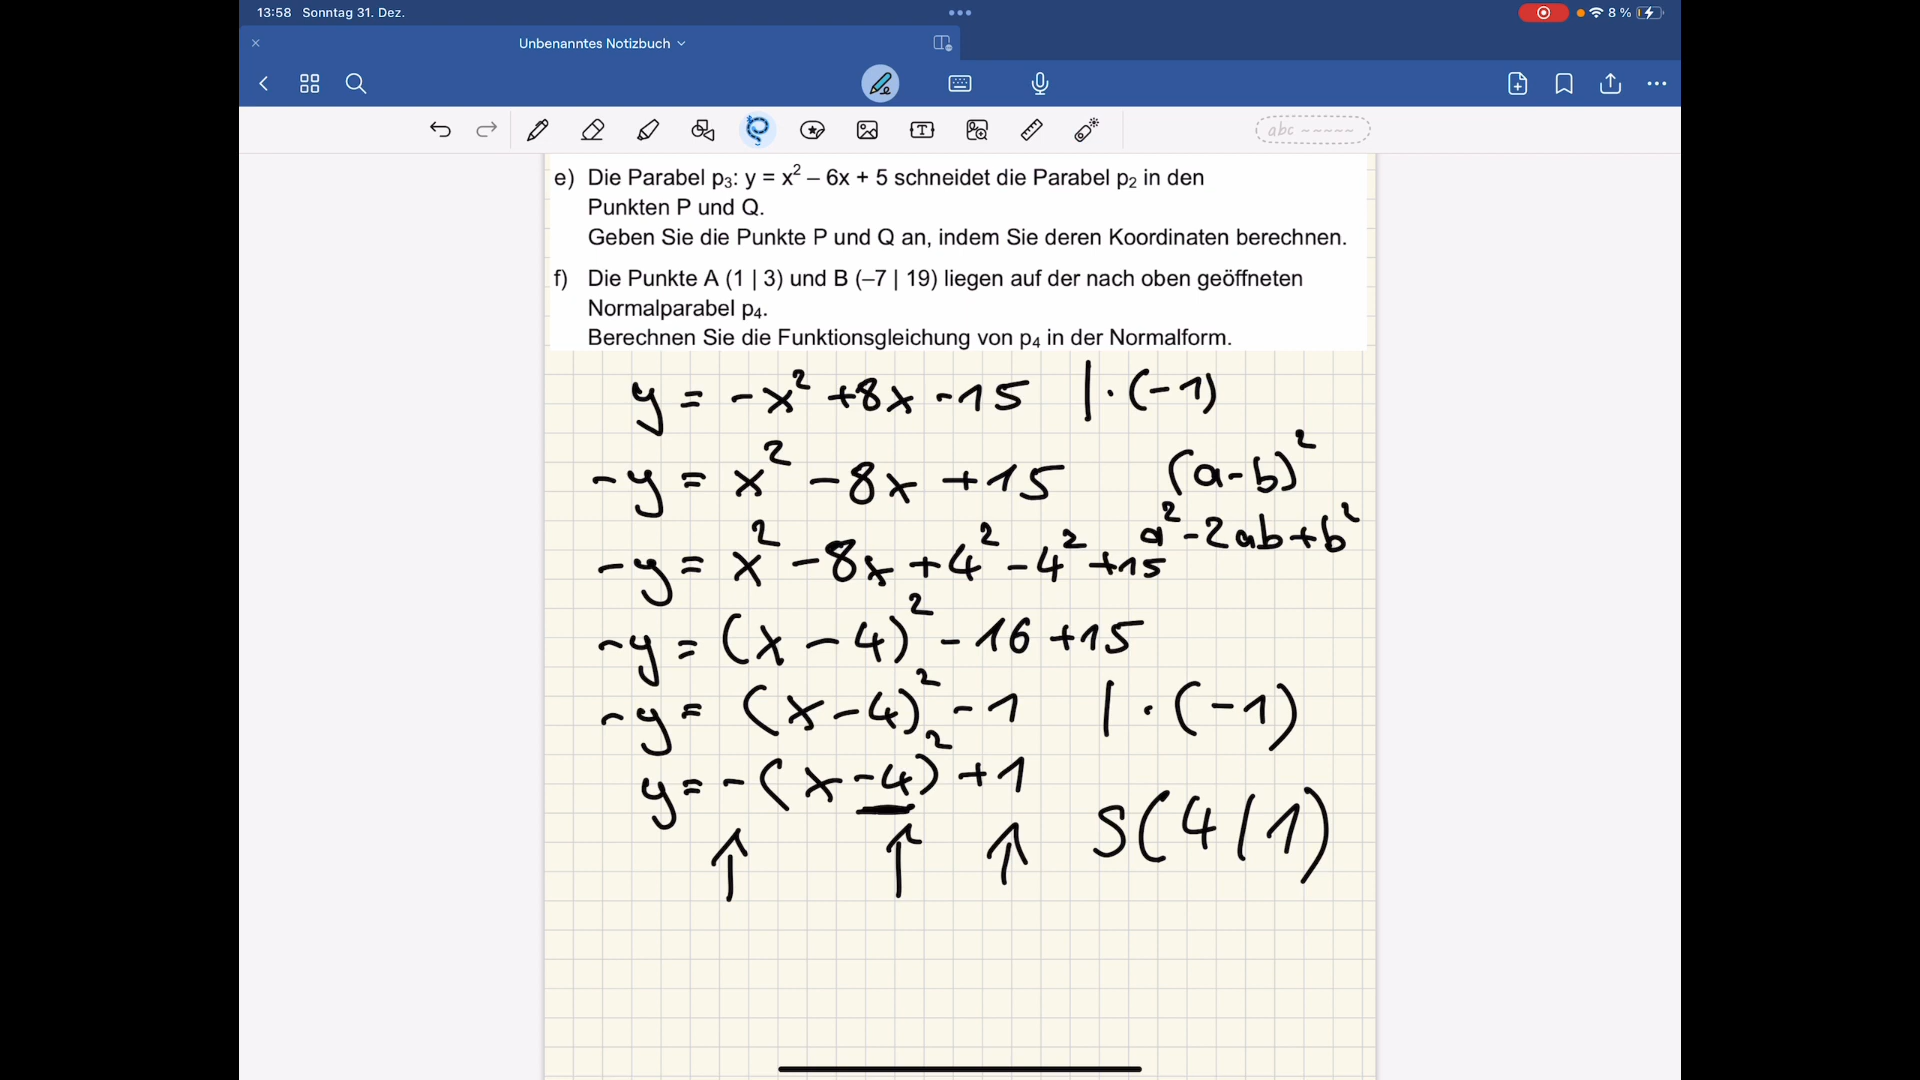 13:58 Sonntag 31. Dez.
8 %
Unbenanntes Notizbuch
abc
e) Die Parabel p₃: y = x² – 6x + 5 schneidet die Parabel p₂ in den
Punkten P und Q.
Geben Sie die Punkte P und Q an, indem Sie deren Koordinaten berechnen.
f) Die Punkte A (1 | 3) und B (–7 | 19) liegen auf der nach oben geöffneten
Normalparabel p₄.
Berechnen Sie die Funktionsgleichung von p₄ in der Normalform.
y = -x² +8x -15 | · (-1)
-y = x² -8x +15 (a-b)²
a² -2ab+b²
-y = x² -8x +4² -4² +15
-y = (x -4)² -16 +15
-y = (x-4)² -1 | · (-1)
y = -(x-4)² +1
S(4/1)